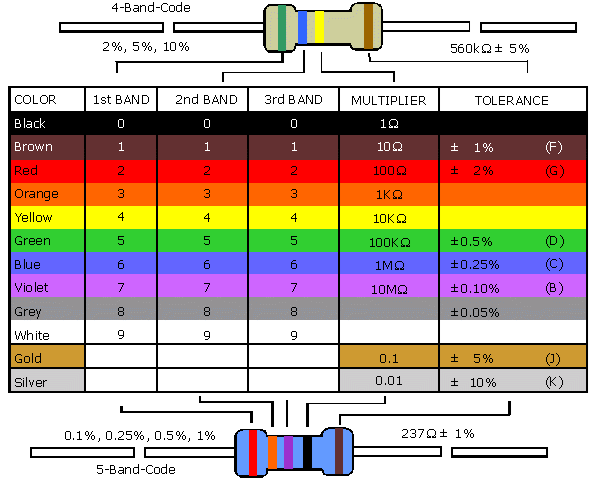 4-Band-Code
2%, 5%, 10%
560kΩ ± 5%
COLOR 1st BAND 2nd BAND 3rd BAND MULTIPLIER TOLERANCE
Black 0 0 0 1Ω
Brown 1 1 1 10Ω ± 1% (F)
Red 2 2 2 100Ω ± 2% (G)
Orange 3 3 3 1KΩ
Yellow 4 4 4 10KΩ
Green 5 5 5 100KΩ ±0.5% (D)
Blue 6 6 6 1MΩ ±0.25% (C)
Violet 7 7 7 10MΩ ±0.10% (B)
Grey 8 8 8 ±0.05%
White 9 9 9
Gold 0.1 ± 5% (J)
Silver 0.01 ± 10% (K)
0.1%, 0.25%, 0.5%, 1%
237Ω ± 1%
5-Band-Code